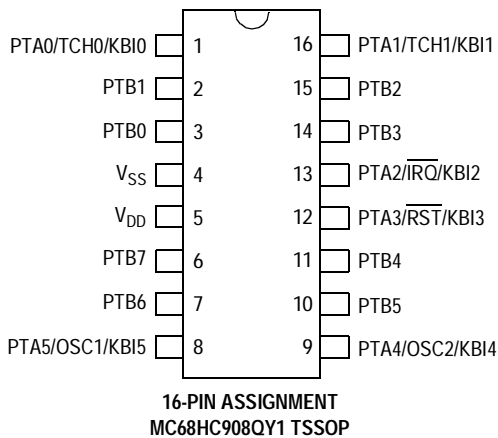 PTA0/TCH0/KBI0 1 16 PTA1/TCH1/KBI1
PTB1 2 15 PTB2
PTB0 3 14 PTB3
VSS 4 13 PTA2/IRQ/KBI2
VDD 5 12 PTA3/RST/KBI3
PTB7 6 11 PTB4
PTB6 7 10 PTB5
PTA5/OSC1/KBI5 8 9 PTA4/OSC2/KBI4
16-PIN ASSIGNMENT
MC68HC908QY1 TSSOP